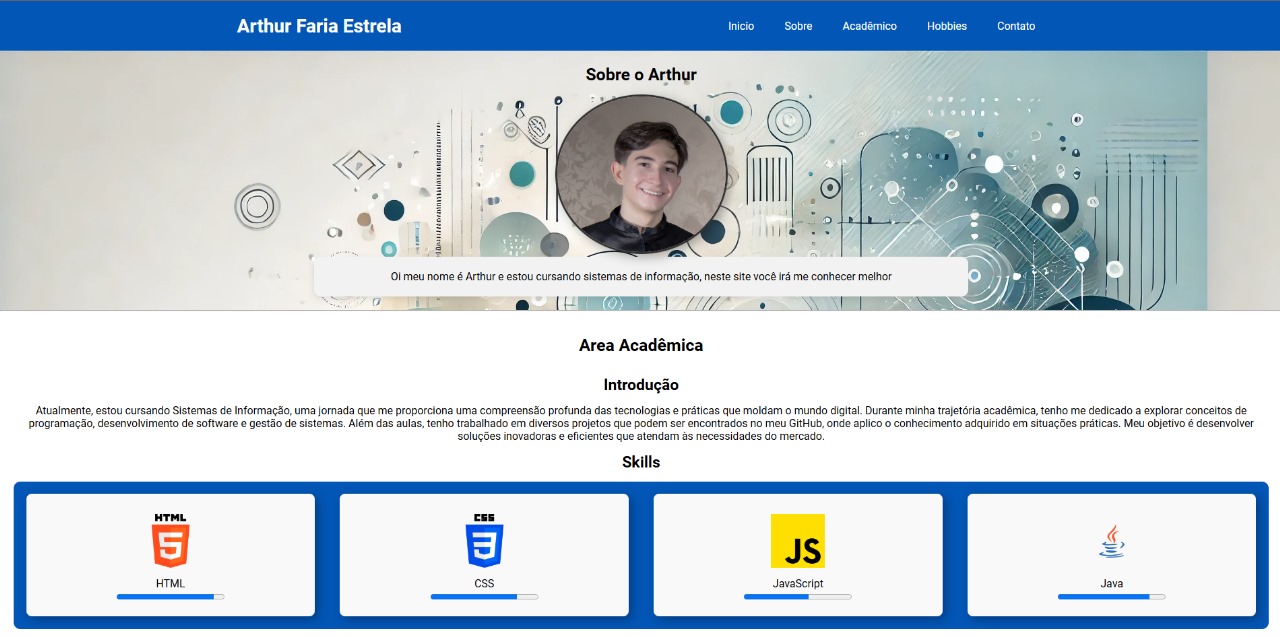 Arthur Faria Estrela
Inicio Sobre Acadêmico Hobbies Contato
Sobre o Arthur
Oi meu nome é Arthur e estou cursando sistemas de informação, neste site você irá me conhecer melhor
Area Acadêmica
Introdução
Atualmente, estou cursando Sistemas de Informação, uma jornada que me proporciona uma compreensão profunda das tecnologias e práticas que moldam o mundo digital. Durante minha trajetória acadêmica, tenho me dedicado a explorar conceitos de
programação, desenvolvimento de software e gestão de sistemas. Além das aulas, tenho trabalhado em diversos projetos que podem ser encontrados no meu GitHub, onde aplico o conhecimento adquirido em situações práticas. Meu objetivo é desenvolver
soluções inovadoras e eficientes que atendam às necessidades do mercado.
Skills
HTML
5
HTML
CSS
3
CSS
JS
JavaScript
Java